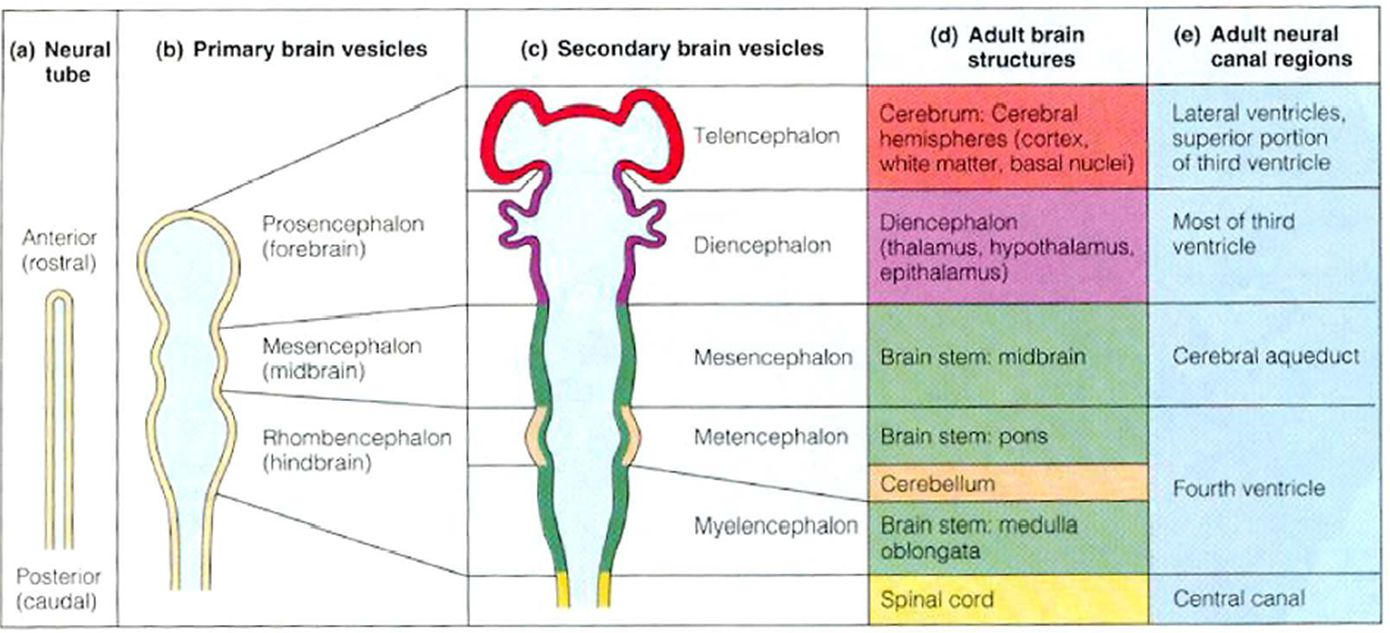 (a) Neural
tube
(b) Primary brain vesicles
(c) Secondary brain vesicles
(d) Adult brain
structures
(e) Adult neural
canal regions
Anterior
(rostral)
Posterior
(caudal)
Prosencephalon
(forebrain)
Mesencephalon
(midbrain)
Rhombencephalon
(hindbrain)
Telencephalon
Diencephalon
Mesencephalon
Metencephalon
Myelencephalon
Cerebrum: Cerebral
hemispheres (cortex,
white matter, basal nuclei)
Diencephalon
(thalamus, hypothalamus,
epithalamus)
Brain stem: midbrain
Brain stem: pons
Cerebellum
Brain stem: medulla
oblongata
Spinal cord
Lateral ventricles,
superior portion
of third ventricle
Most of third
ventricle
Cerebral aqueduct
Fourth ventricle
Central canal